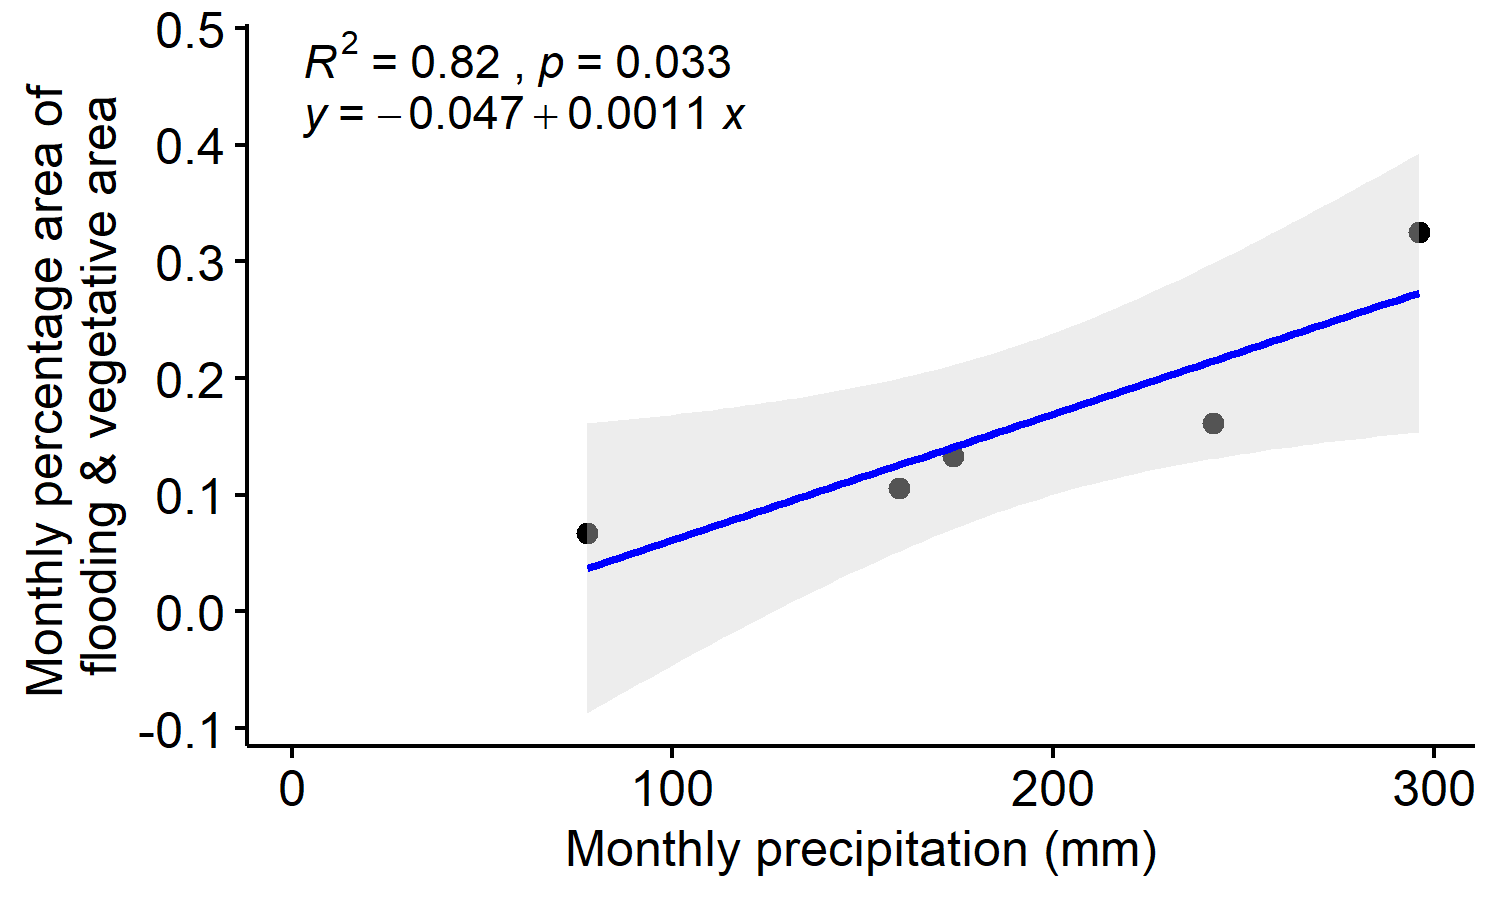 R² = 0.82 , p = 0.033
y = −0.047 + 0.0011 x
Monthly percentage area of
flooding & vegetative area
0.5
0.4
0.3
0.2
0.1
0.0
-0.1
0 100 200 300
Monthly precipitation (mm)